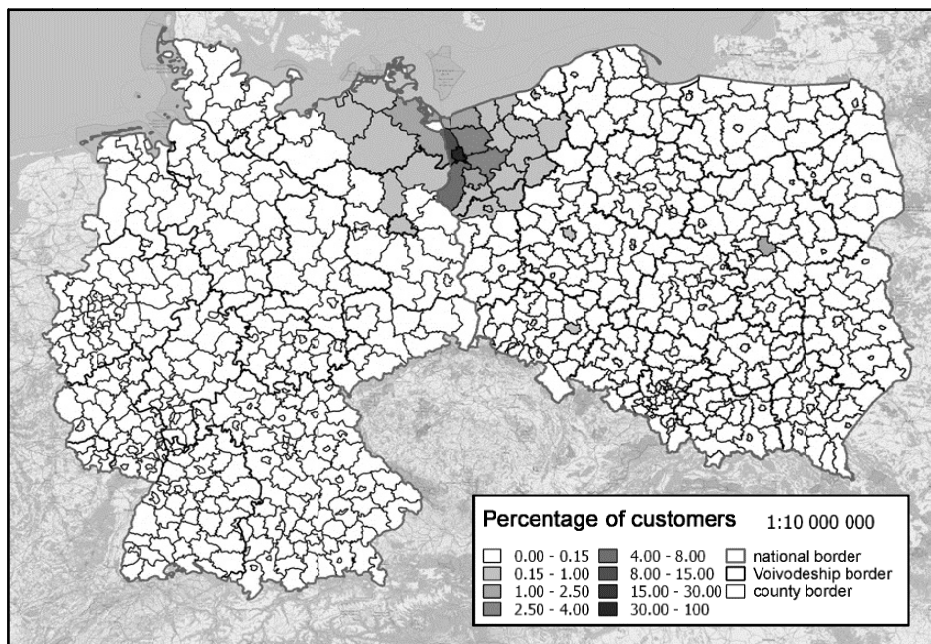 Percentage of customers 1:10 000 000
0.00 - 0.15 4.00 - 8.00 national border
0.15 - 1.00 8.00 - 15.00 Voivodeship border
1.00 - 2.50 15.00 - 30.00 county border
2.50 - 4.00 30.00 - 100